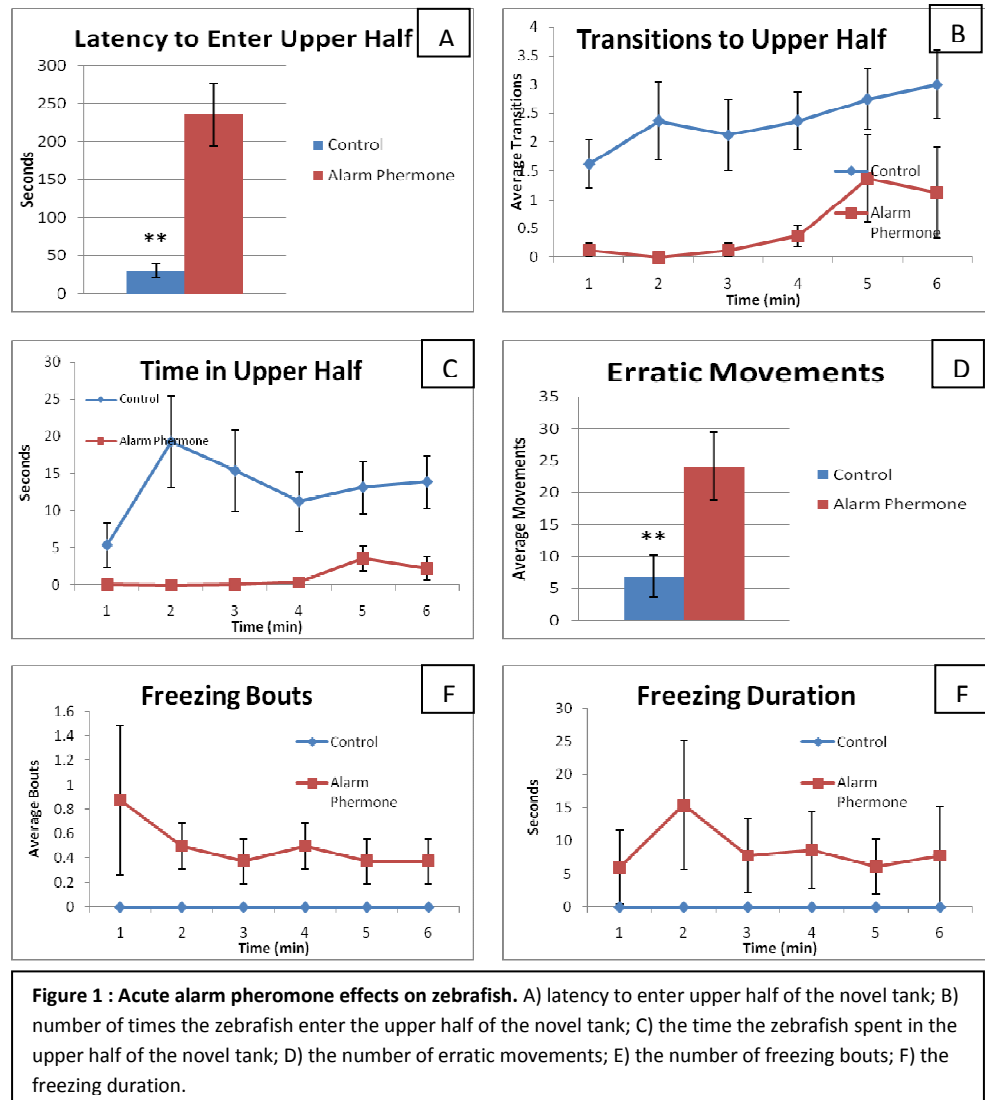 Latency to Enter Upper Half
A
300
250
200
150
100
50
0
Seconds
**
Control
Alarm Phermone
Transitions to Upper Half
B
4
3.5
3
2.5
2
1.5
1
0.5
0
Average Transitions
Control
Alarm
Phermone
1 2 3 4 5 6
Time (min)
Time in Upper Half
C
30
25
20
15
10
5
0
Seconds
Control
Alarm Phermone
1 2 3 4 5 6
Time (min)
Erratic Movements
D
35
30
25
20
15
10
5
0
Average Movements
**
Control
Alarm Phermone
Freezing Bouts
F
1.6
1.4
1.2
1
0.8
0.6
0.4
0.2
0
Average Bouts
Control
Alarm
Phermone
1 2 3 4 5 6
Time (min)
Freezing Duration
F
30
25
20
15
10
5
0
Seconds
Control
Alarm
Phermone
1 2 3 4 5 6
Time (min)
Figure 1 : Acute alarm pheromone effects on zebrafish. A) latency to enter upper half of the novel tank; B)
number of times the zebrafish enter the upper half of the novel tank; C) the time the zebrafish spent in the
upper half of the novel tank; D) the number of erratic movements; E) the number of freezing bouts; F) the
freezing duration.